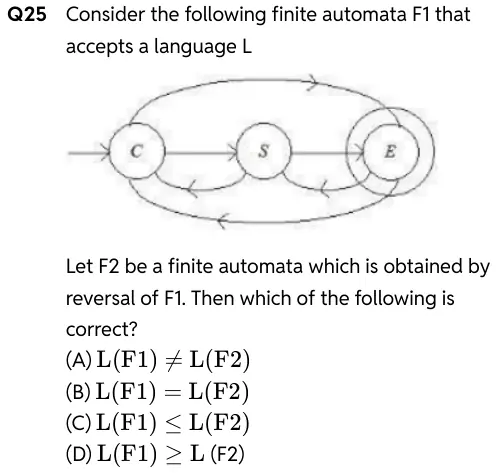 Q25 Consider the following finite automata F1 that
accepts a language L
C S E
Let F2 be a finite automata which is obtained by
reversal of F1. Then which of the following is
correct?
(A) L(F1) ≠ L(F2)
(B) L(F1) = L(F2)
(C) L(F1) ≤ L(F2)
(D) L(F1) ≥ L (F2)